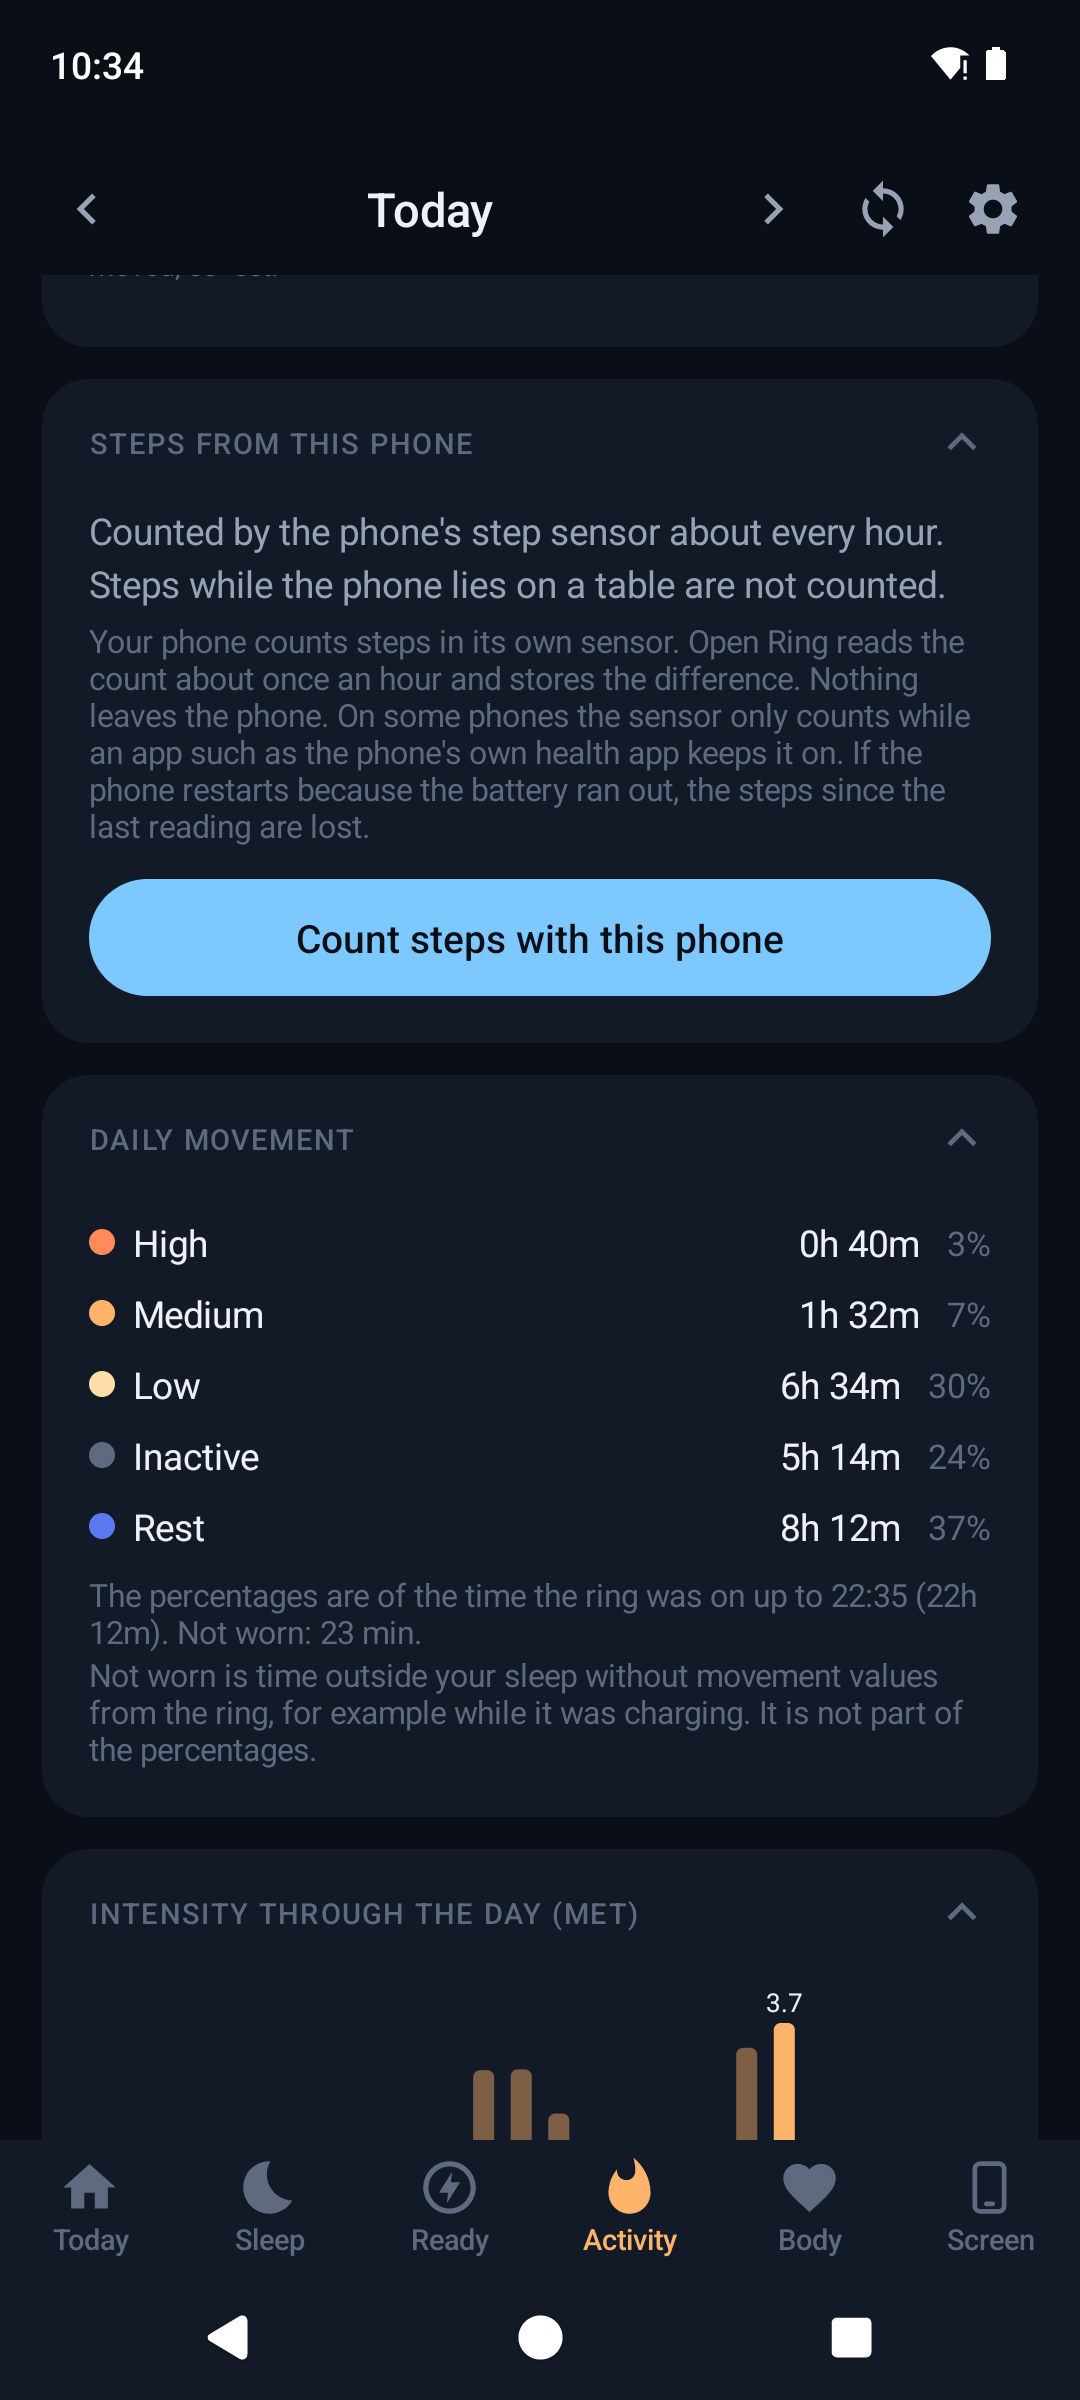 10:34
Today
STEPS FROM THIS PHONE
Counted by the phone's step sensor about every hour.
Steps while the phone lies on a table are not counted.
Your phone counts steps in its own sensor. Open Ring reads the
count about once an hour and stores the difference. Nothing
leaves the phone. On some phones the sensor only counts while
an app such as the phone's own health app keeps it on. If the
phone restarts because the battery ran out, the steps since the
last reading are lost.
Count steps with this phone
DAILY MOVEMENT
High 0h 40m 3%
Medium 1h 32m 7%
Low 6h 34m 30%
Inactive 5h 14m 24%
Rest 8h 12m 37%
The percentages are of the time the ring was on up to 22:35 (22h
12m). Not worn: 23 min.
Not worn is time outside your sleep without movement values
from the ring, for example while it was charging. It is not part of
the percentages.
INTENSITY THROUGH THE DAY (MET)
3.7
Today Sleep Ready Activity Body Screen